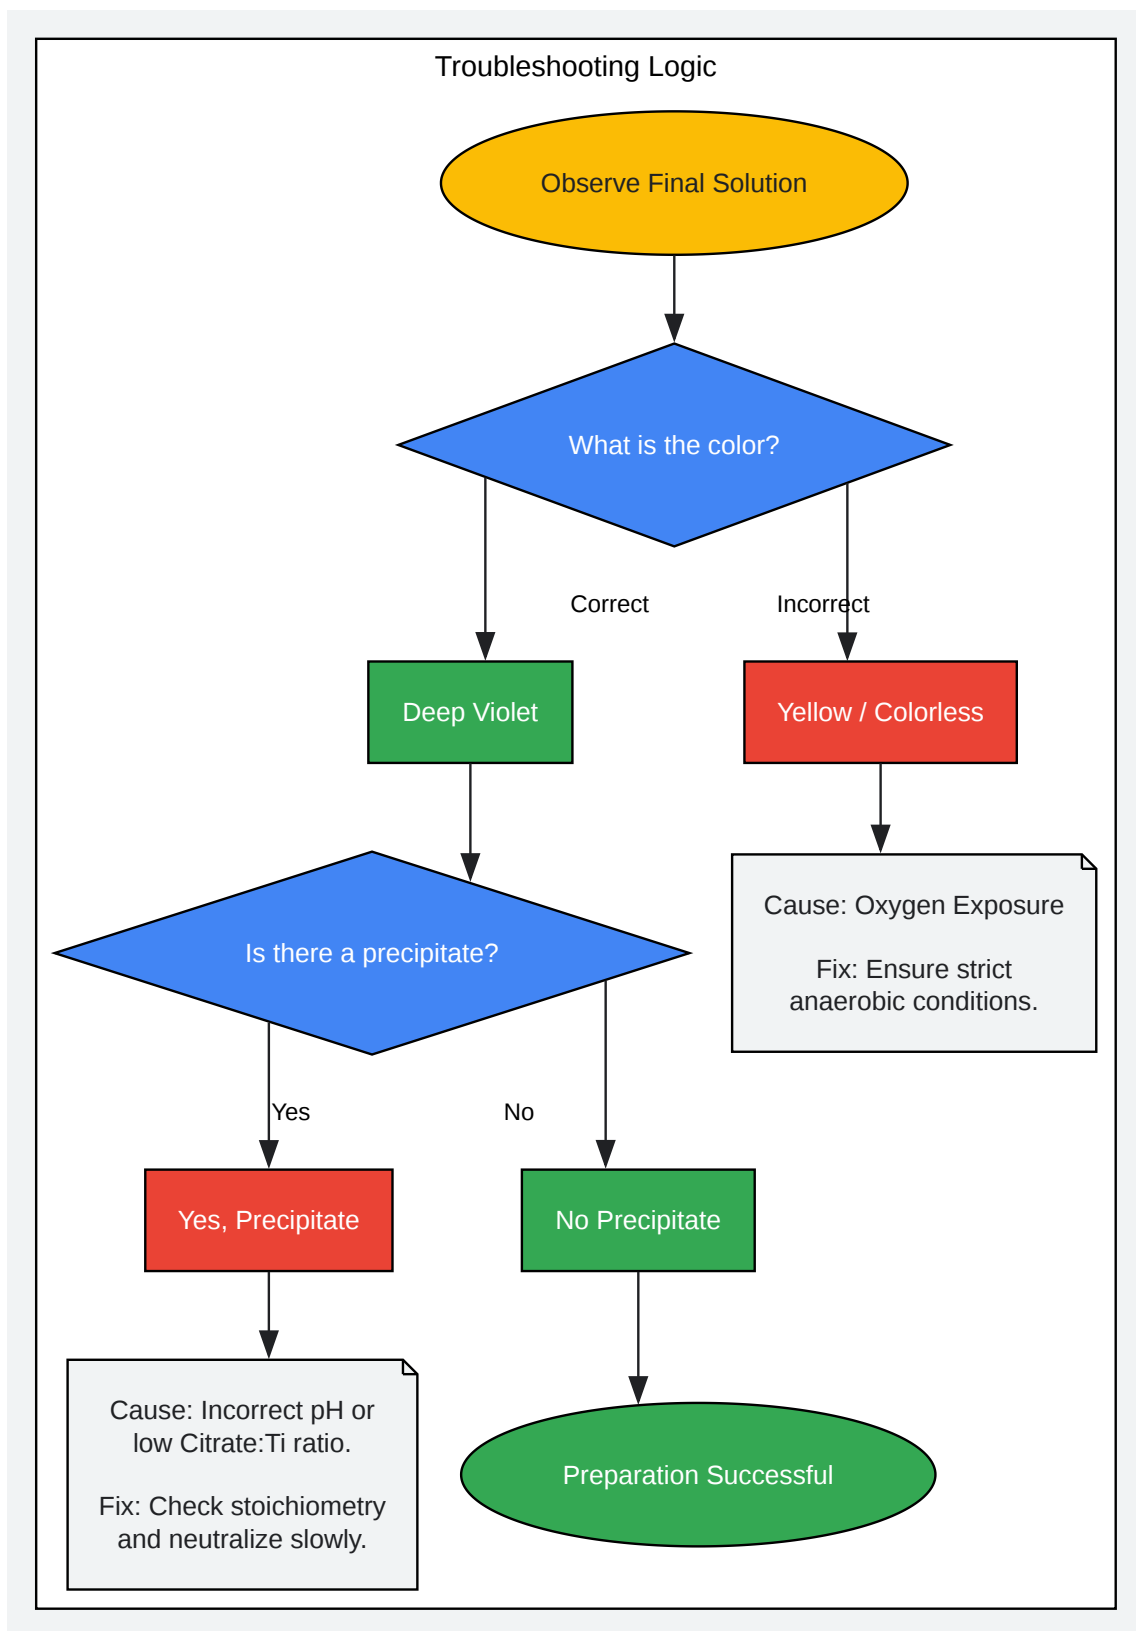 Troubleshooting Logic
Observe Final Solution
What is the color?
Correct
Incorrect
Deep Violet
Yellow / Colorless
Is there a precipitate?
Cause: Oxygen Exposure
Fix: Ensure strict
anaerobic conditions.
Yes
No
Yes, Precipitate
No Precipitate
Cause: Incorrect pH or
low Citrate:Ti ratio.
Fix: Check stoichiometry
and neutralize slowly.
Preparation Successful